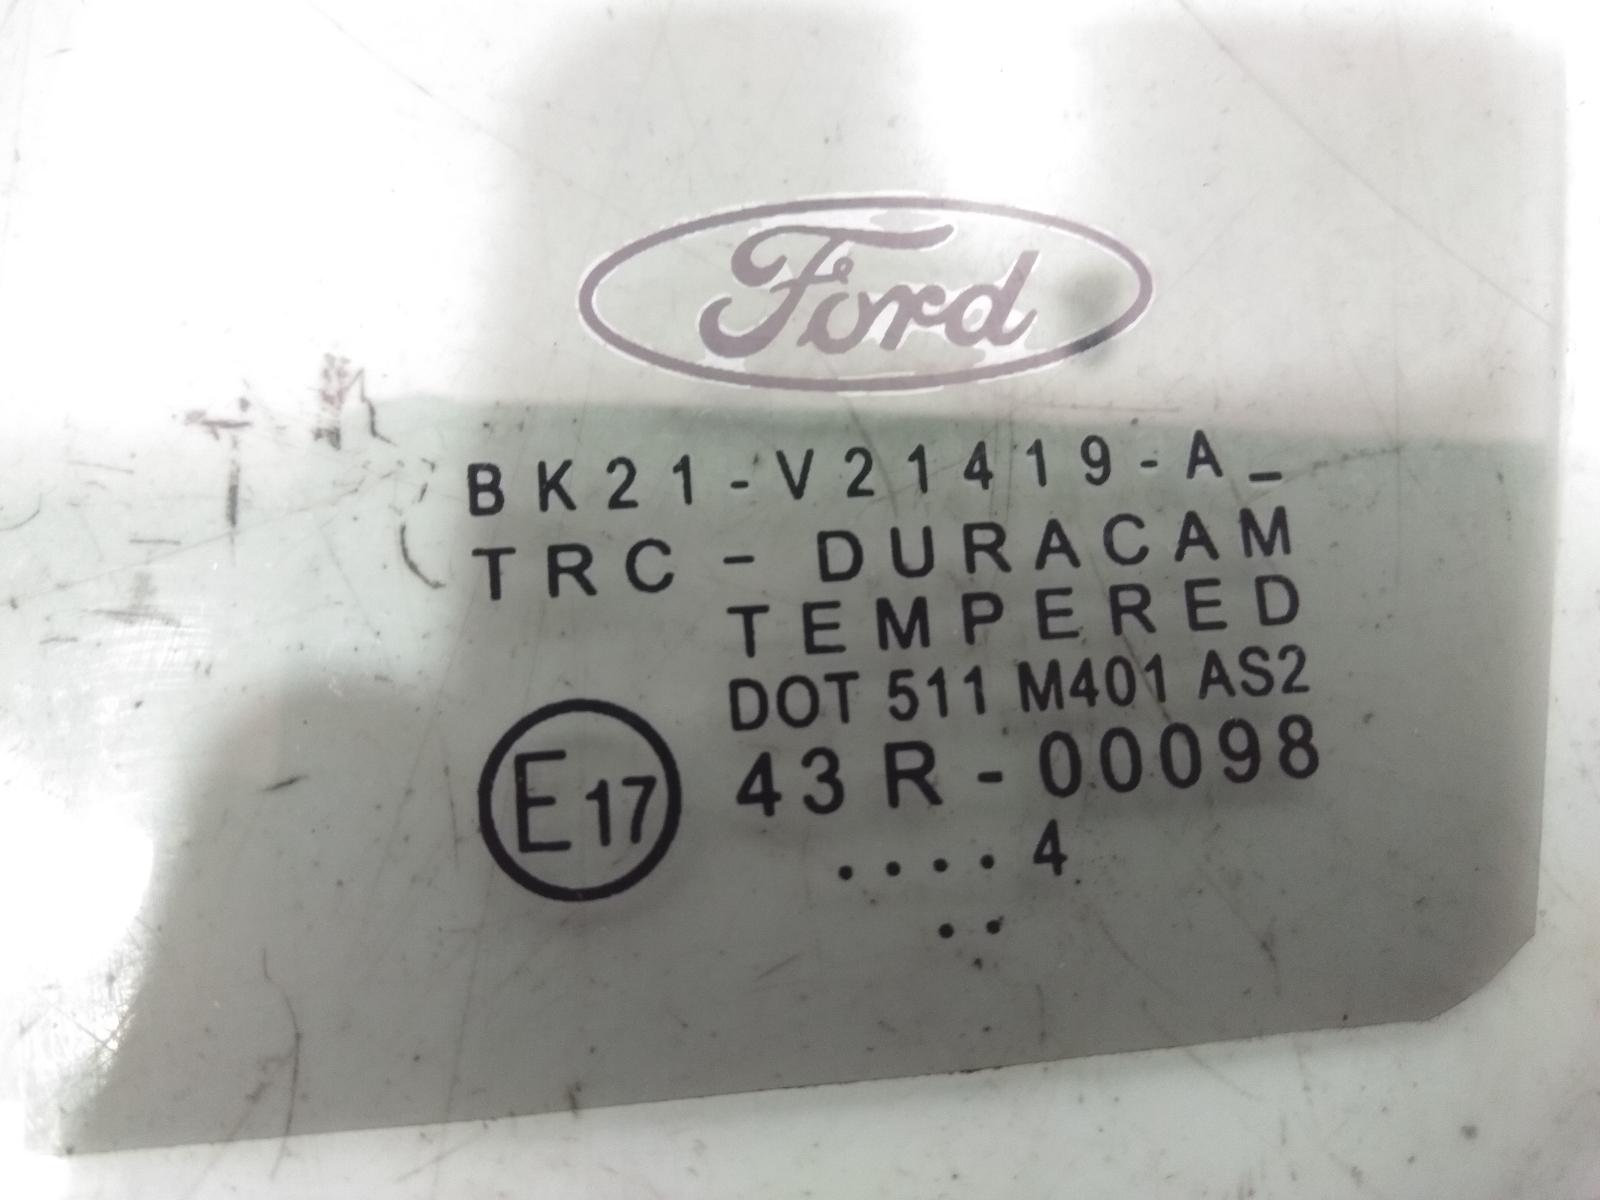 Ford
BK21-V21419-A_
TRC - DURACAM
TEMPERED
DOT 511 M401 AS2
E17
43R-00098
....4
..